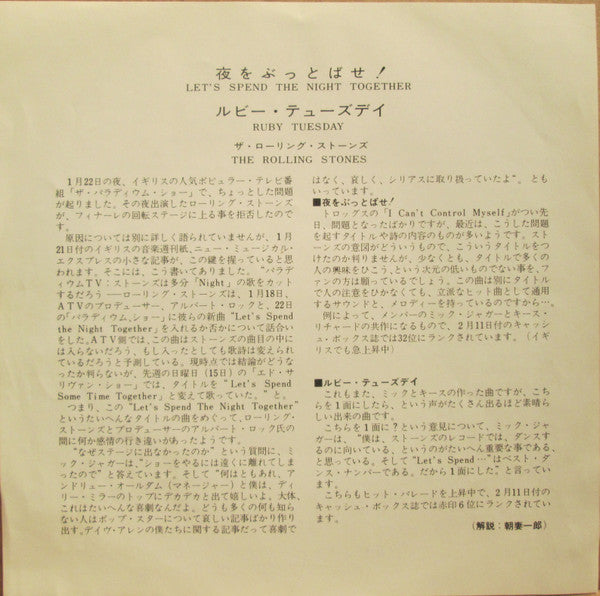 夜をぶっとばせ！
LET'S SPEND THE NIGHT TOGETHER
ルビー・テューズデイ
RUBY TUESDAY
ザ・ローリング・ストーンズ
THE ROLLING STONES
1月22日の夜、イギリスの人気ポピュラー・テレビ番
組「ザ・パラディウム・ショー」で、ちょっとした問題
が起りました。その夜出演したローリング・ストーンズ
が、フィナーレの回転ステージに上る事を拒否したので
す。
原因については別に詳しく語られていませんが、1月
21日付のイギリスの音楽週刊紙、ニュー・ミュージカル・
エクスプレスの小さな記事が、この鍵を握っていると思
われます。そこには、こう書いてありました。“パラデ
ィウムTV：ストーンズは多分「Night」の歌をカット
するだろう――ローリング・ストーンズは、1月18日、
ATVのプロデューサー、アルバート・ロックと、22日
の「パラディウム・ショー」に彼らの新曲“Let's Spend
the Night Together」を入れるか否かについて話合い
をした。ATV側では、この曲はストーンズの曲目の中に
は入らないだろう、もし入ったとしても歌詩は変えられ
ているだろうと予測している。現時点では結論がどうな
ったか判らないが、先週の日曜日（15日）の「エド・サ
リヴァン・ショー」では、タイトルを“Let's Spend
Some Time Together」と変えて歌っていた。”と。
つまり、この“Let's Spend The Night Together”
というたいへんなタイトルの曲をめぐって、ローリング
・ストーンズとプロデューサーのアルバート・ロック氏の
間に何か感情の行き違いがあったようです。
“なぜステージに出なかったのか”という質問に、ミ
ック・ジャガーは、“ショーをやるには遠くに離れてしま
ったので”と答えています。そして“何はともあれ、ア
ンドリュー・オールダム（マネージャー）と僕は、ディ
リー・ミラーのトップにデカデカと出て嬉しいよ。大体、
これはたいへんな喜劇なんだよ。どうも多くの何も知ら
ない人はポップ・スターについて哀しい記事ばかり作り
出す。デイヴ・アレンの僕たちに関する記事だって喜劇で
はなく、哀しく、シリアスに取り扱っていたよ”。とも
いっています。
■夜をぶっとばせ！
トロッグスの「I Can't Control Myself」がつい先
日、問題となったばかりですが、最近は、こうした問題
を起すタイトルや詩の内容のものが多いようです。スト
ーンズの意図がどういうもので、こういうタイトルをつ
けたのか判りませんが、少なくとも、タイトルで多くの
人の興味をひこう、という次元の低いものでない事を、フ
ァンの方は願っているでしょう。この曲は別にタイトル
で人の注意をひかなくても、立派なヒット曲として通用
するサウンドと、メロディーを持っているのですから…。
例によって、メンバーのミック・ジャガーとキース・
リチャードの共作になるもので、2月11日付のキャッシ
ュ・ボックス誌では32位にランクされています。（イギ
リスでも急上昇中）
■ルビー・テューズデイ
これもまた、ミックとキースの作った曲ですが、こち
らを1面にしたら、という声がたくさん出るほど素晴ら
しい出来の曲です。
こちらを1面に？という意見について、ミック・ジャ
ガーは、“僕は、ストーンズのレコードでは、ダンスす
るのに向いている、というのがたいへん重要な事である、
と思っている。そして“Let's Spend…”はベスト・ダ
ンス・ナンバーである。だから1面にした”と言ってい
ます。
こちらもヒット・パレードを上昇中で、2月11日付の
キャッシュ・ボックス誌では赤印6位にランクされてい
ます。
（解説：朝妻一郎）